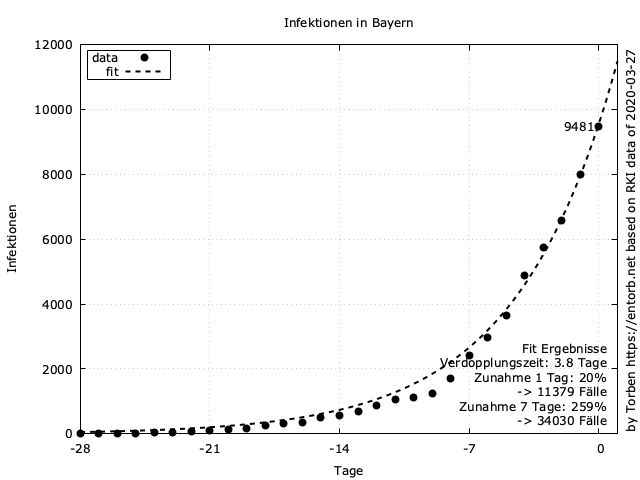 Infektionen in Bayern
12000
10000
8000
6000
4000
2000
0
Infektionen
data
fit
9481
Fit Ergebnisse
Verdopplungszeit: 3.8 Tage
Zunahme 1 Tag: 20%
-> 11379 Fälle
Zunahme 7 Tage: 259%
-> 34030 Fälle
-28 -21 -14 -7 0
Tage
by Torben https://entorb.net based on RKI data of 2020-03-27